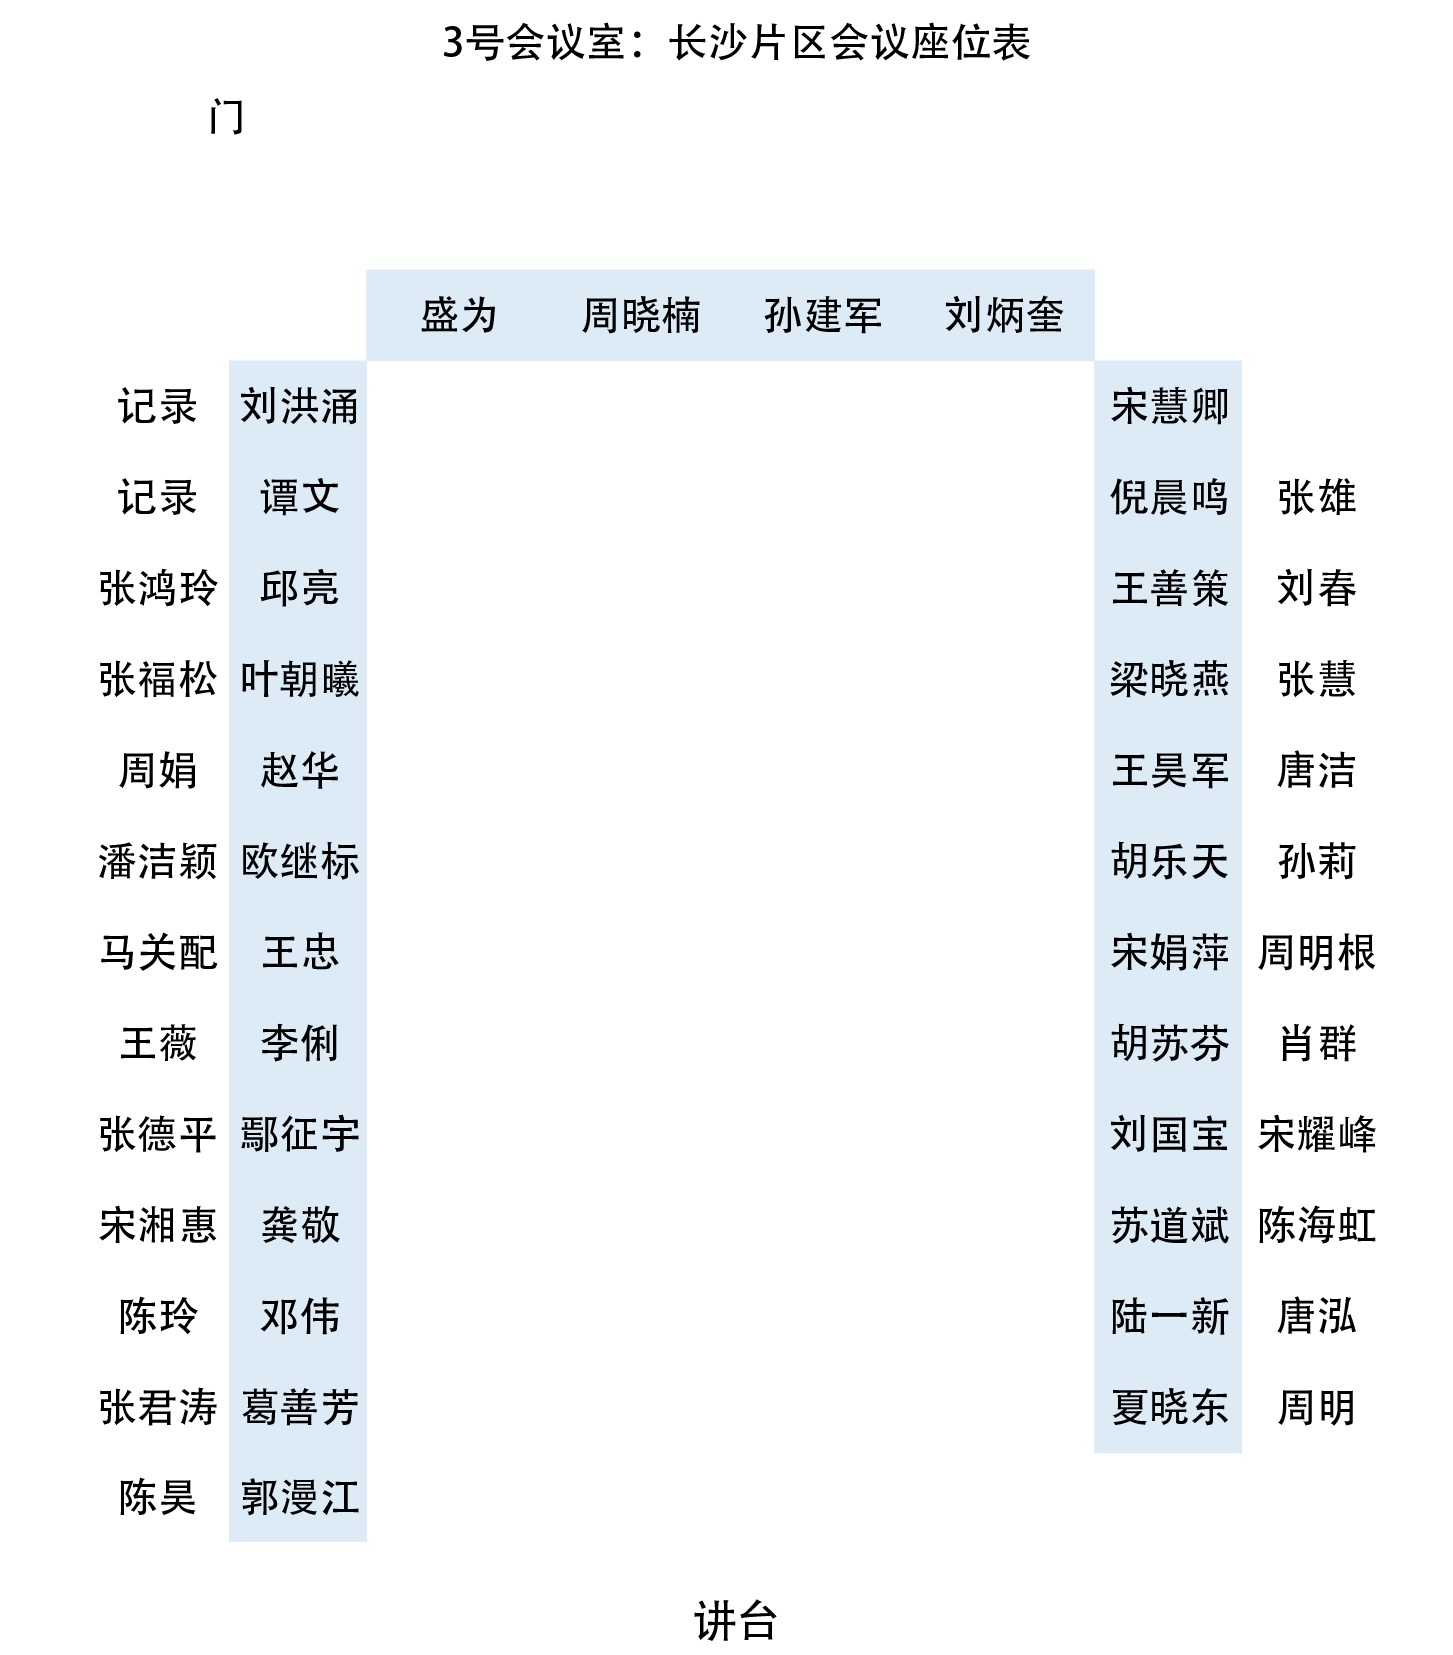 3号会议室：长沙片区会议座位表
门
盛为 周晓楠 孙建军 刘炳奎
记录 刘洪涌 宋慧卿
记录 谭文 倪晨鸣 张雄
张鸿玲 邱亮 王善策 刘春
张福松 叶朝曦 梁晓燕 张慧
周娟 赵华 王昊军 唐洁
潘洁颖 欧继标 胡乐天 孙莉
马关配 王忠 宋娟萍 周明根
王薇 李俐 胡苏芬 肖群
张德平 鄢征宇 刘国宝 宋耀峰
宋湘惠 龚敬 苏道斌 陈海虹
陈玲 邓伟 陆一新 唐泓
张君涛 葛善芳 夏晓东 周明
陈昊 郭漫江
讲台